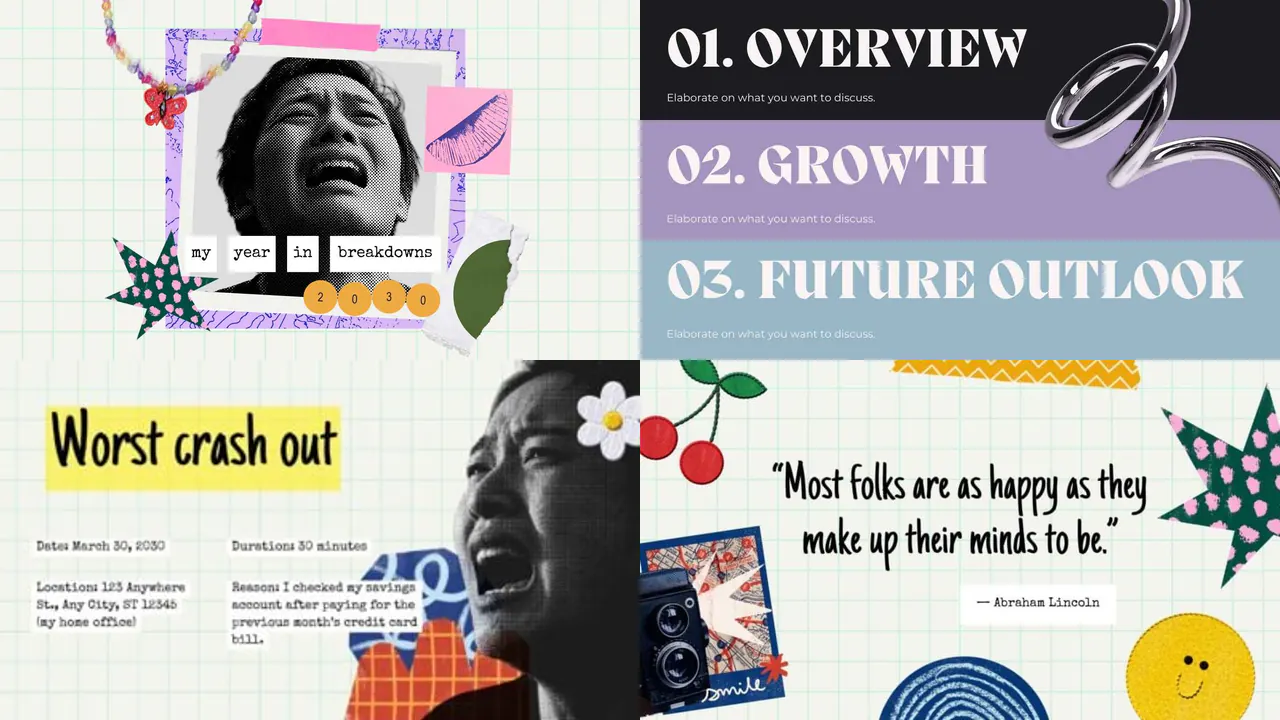 my year in breakdowns
2 0 3 0
01. OVERVIEW
Elaborate on what you want to discuss.
02. GROWTH
Elaborate on what you want to discuss.
03. FUTURE OUTLOOK
Elaborate on what you want to discuss.
Worst crash out
Date: March 30, 2030
Location: 123 Anywhere
St., Any City, ST 12345
(my home office)
Duration: 30 minutes
Reason: I checked my savings
account after paying for the
previous month's credit card
bill.
“Most folks are as happy as they
make up their minds to be.”
— Abraham Lincoln
smile